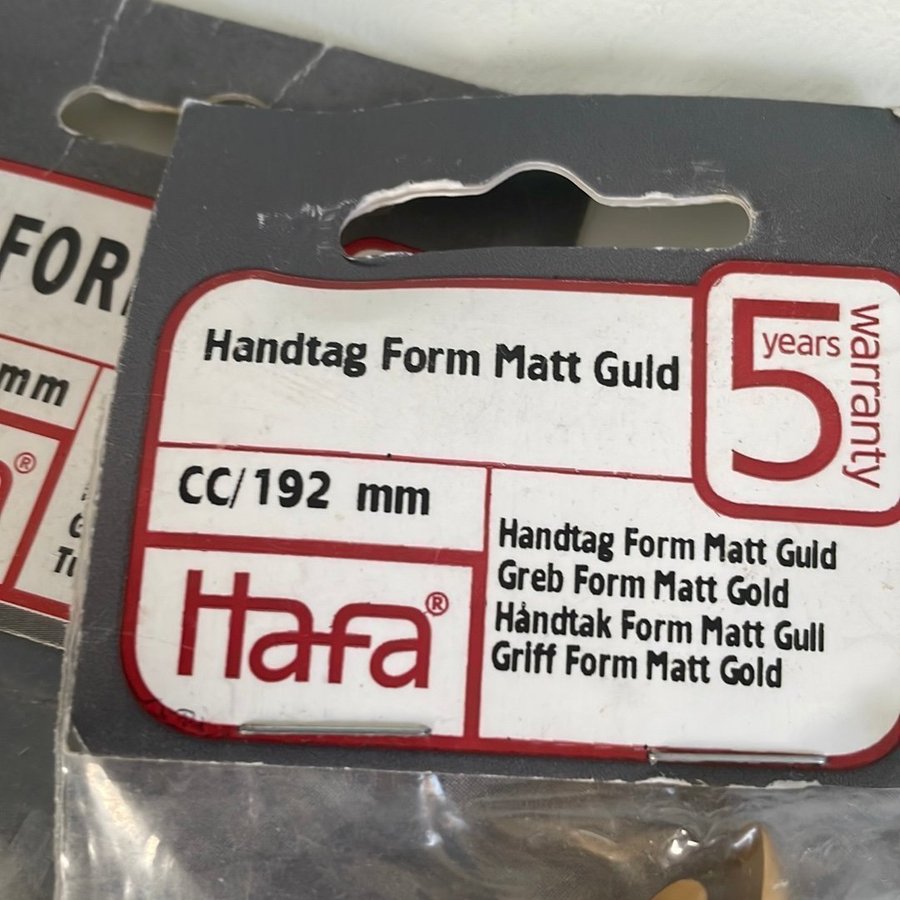 FOR
mm
Handtag Form Matt Guld
5 years warranty
CC/192 mm
Hafa®
Handtag Form Matt Guld
Greb Form Matt Gold
Håndtak Form Matt Gull
Griff Form Matt Gold